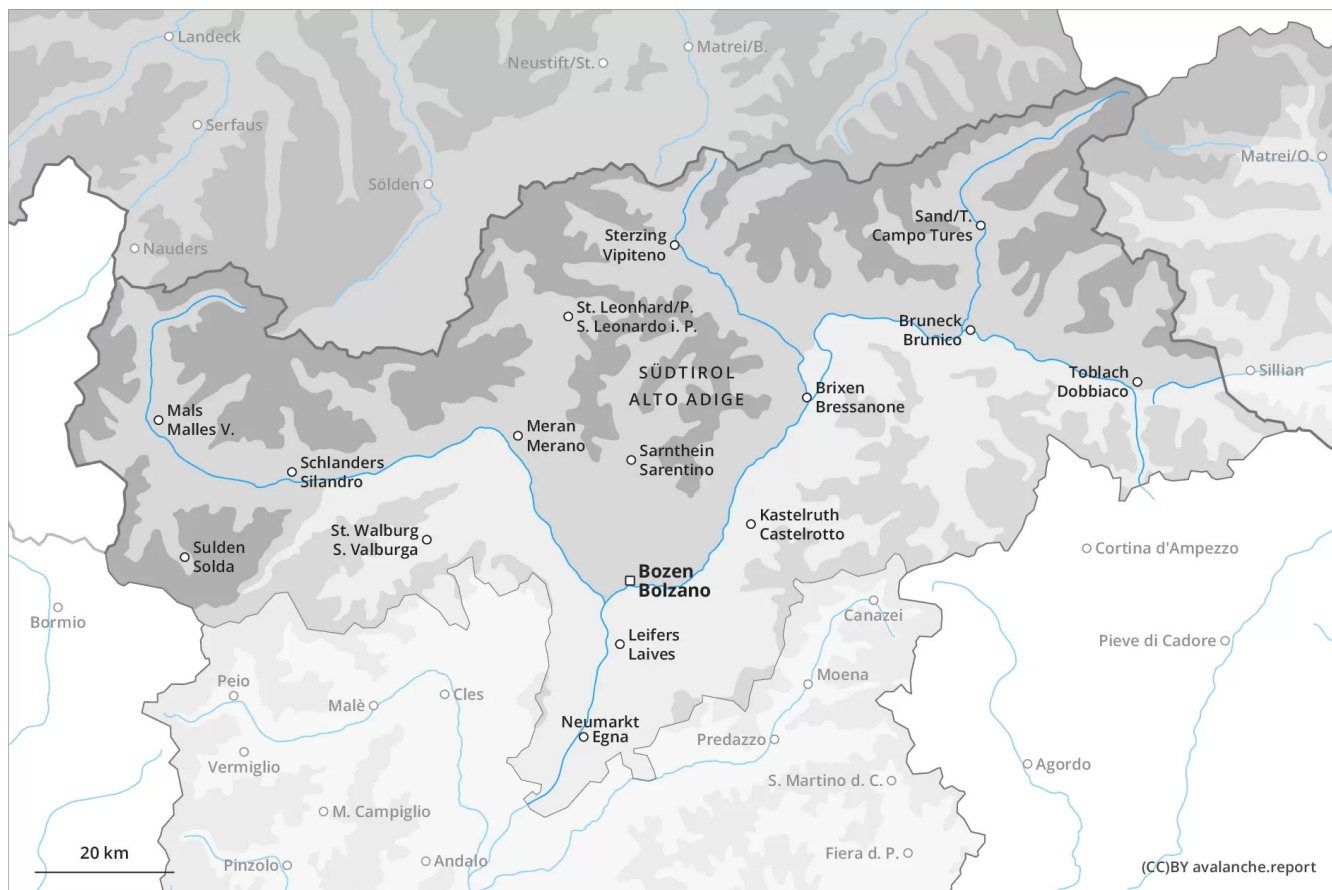 Landeck
Matrei/B.
Neustift/St.
Serfaus
Matrei/O.
Sölden
Sand/T.
Campo Tures
Nauders
Sterzing
Vipiteno
St. Leonhard/P.
S. Leonardo i. P.
Bruneck
Brunico
SÜDTIROL
ALTO ADIGE
Toblach
Dobbiaco
Sillian
Brixen
Bressanone
Mals
Malles V.
Meran
Merano
Schlanders
Silandro
Sarnthein
Sarentino
St. Walburg
S. Valburga
Kastelruth
Castelrotto
Sulden
Solda
Cortina d'Ampezzo
Bozen
Bolzano
Bormio
Canazei
Leifers
Laives
Pieve di Cadore
Peio
Moena
Malè
Cles
Neumarkt
Egna
Predazzo
Vermiglio
Agordo
S. Martino d. C.
M. Campiglio
20 km
Pinzolo
Andalo
Fiera d. P.
(CC)BY avalanche.report